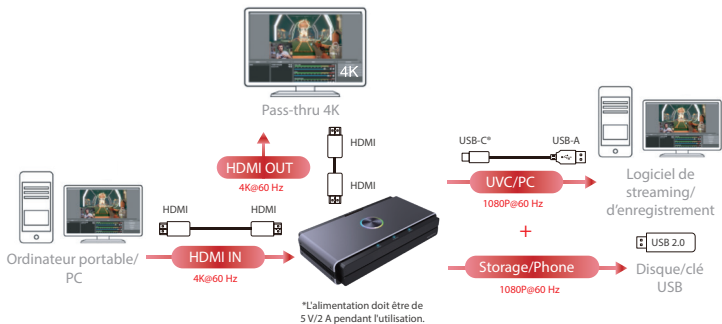 4K
Pass-thru 4K
HDMI
HDMI
HDMI OUT
4K@60 Hz
USB-C*
USB-A
UVC/PC
1080P@60 Hz
Logiciel de
streaming/
d'enregistrement
HDMI
HDMI
HDMI IN
4K@60 Hz
Ordinateur portable/
PC
+
Storage/Phone
1080P@60 Hz
USB 2.0
Disque/clé
USB
*L'alimentation doit être de
5 V/2 A pendant l'utilisation.